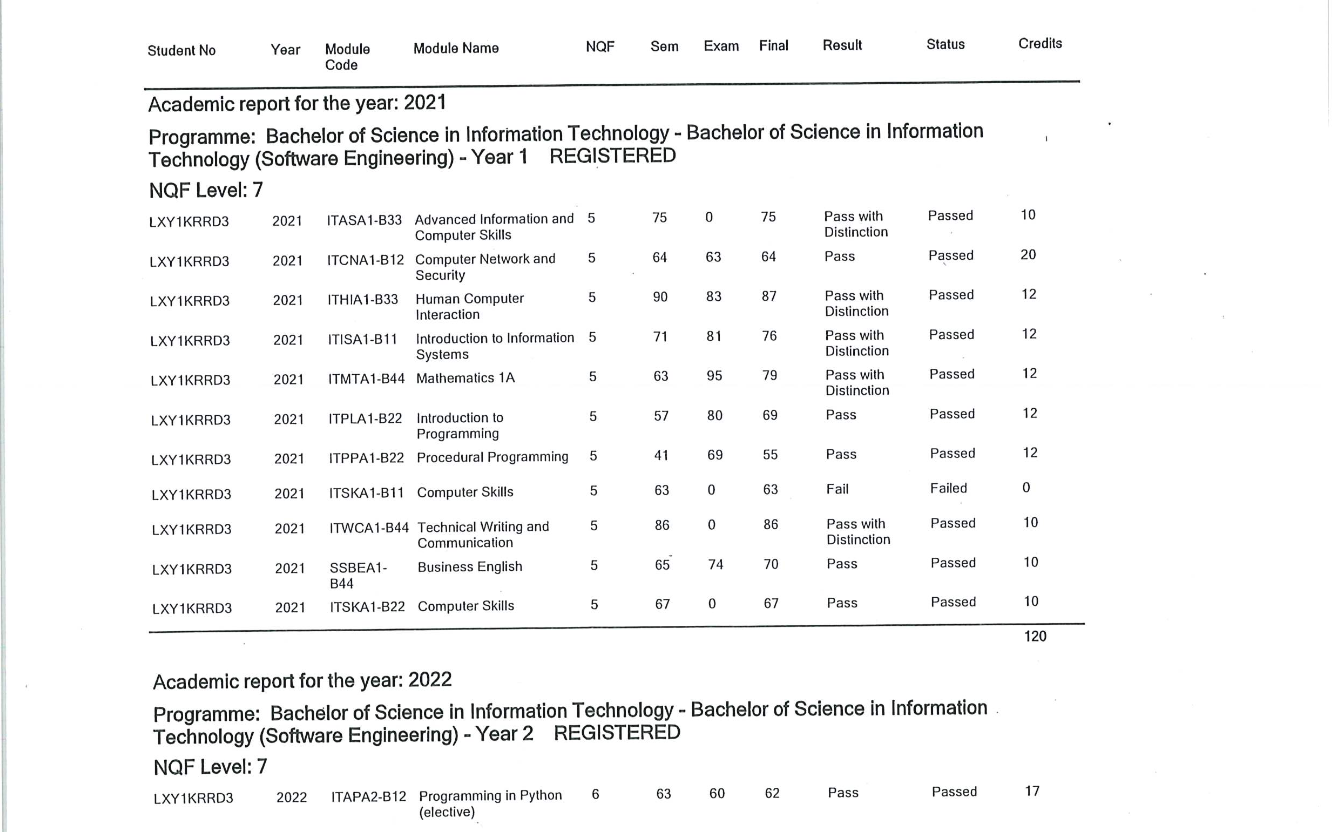 Student No Year Module Code Module Name NQF Sem Exam Final Result Status Credits
Academic report for the year: 2021
Programme: Bachelor of Science in Information Technology - Bachelor of Science in Information
Technology (Software Engineering) - Year 1 REGISTERED
NQF Level: 7
LXY1KRRD3 2021 ITASA1-B33 Advanced Information and Computer Skills 5 75 0 75 Pass with Distinction Passed 10
LXY1KRRD3 2021 ITCNA1-B12 Computer Network and Security 5 64 63 64 Pass Passed 20
LXY1KRRD3 2021 ITHIA1-B33 Human Computer Interaction 5 90 83 87 Pass with Distinction Passed 12
LXY1KRRD3 2021 ITISA1-B11 Introduction to Information Systems 5 71 81 76 Pass with Distinction Passed 12
LXY1KRRD3 2021 ITMTA1-B44 Mathematics 1A 5 63 95 79 Pass with Distinction Passed 12
LXY1KRRD3 2021 ITPLA1-B22 Introduction to Programming 5 57 80 69 Pass Passed 12
LXY1KRRD3 2021 ITPPA1-B22 Procedural Programming 5 41 69 55 Pass Passed 12
LXY1KRRD3 2021 ITSKA1-B11 Computer Skills 5 63 0 63 Fail Failed 0
LXY1KRRD3 2021 ITWCA1-B44 Technical Writing and Communication 5 86 0 86 Pass with Distinction Passed 10
LXY1KRRD3 2021 SSBEA1-B44 Business English 5 65 74 70 Pass Passed 10
LXY1KRRD3 2021 ITSKA1-B22 Computer Skills 5 67 0 67 Pass Passed 10
120
Academic report for the year: 2022
Programme: Bachelor of Science in Information Technology - Bachelor of Science in Information
Technology (Software Engineering) - Year 2 REGISTERED
NQF Level: 7
LXY1KRRD3 2022 ITAPA2-B12 Programming in Python (elective) 6 63 60 62 Pass Passed 17